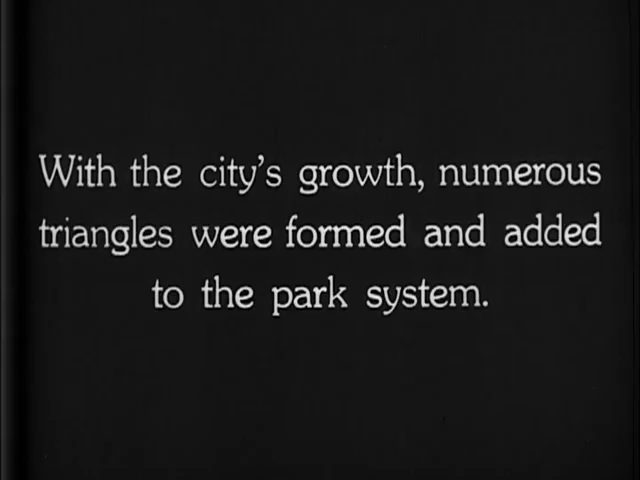 With the city's growth, numerous
triangles were formed and added
to the park system.